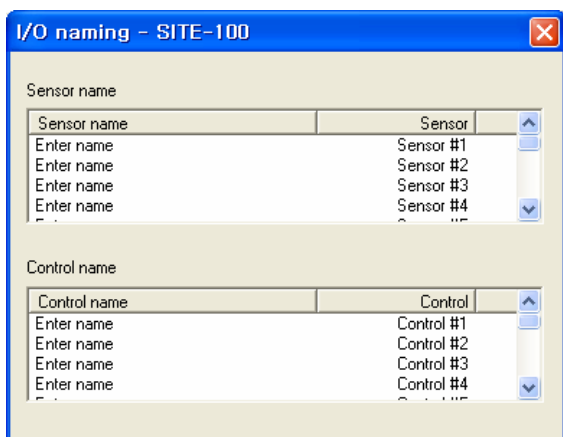 I/O naming - SITE-100
Sensor name
Sensor name Sensor
Enter name Sensor #1
Enter name Sensor #2
Enter name Sensor #3
Enter name Sensor #4
Control name
Control name Control
Enter name Control #1
Enter name Control #2
Enter name Control #3
Enter name Control #4